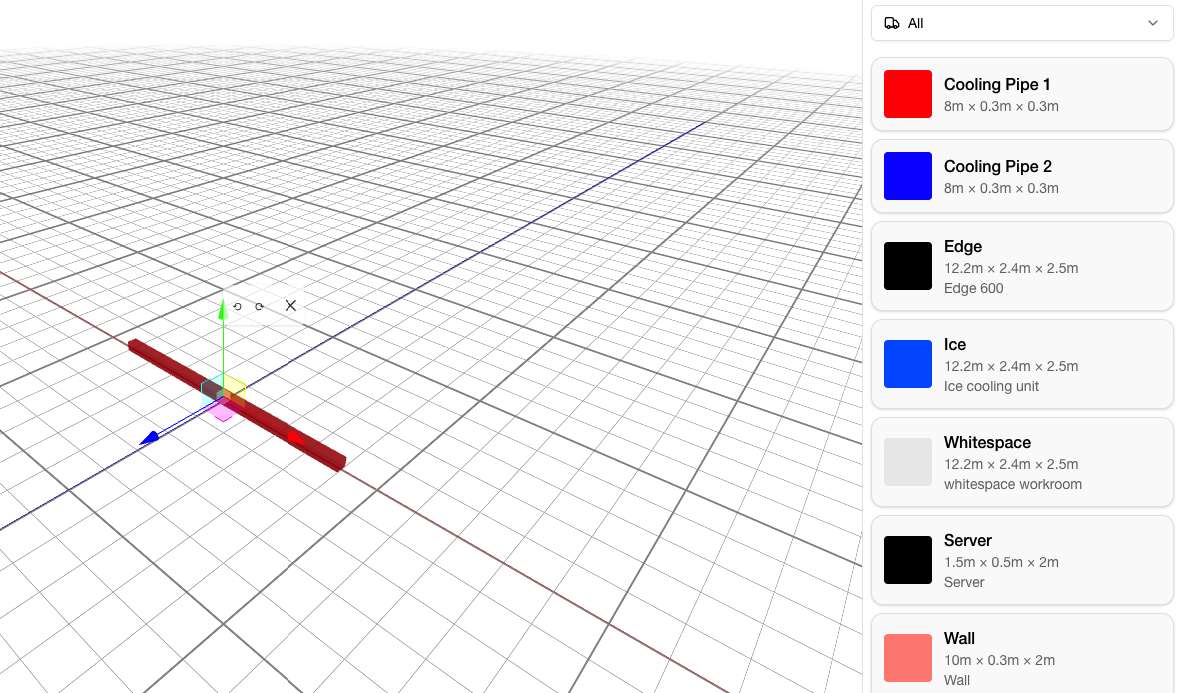 All
Cooling Pipe 1
8m × 0.3m × 0.3m
Cooling Pipe 2
8m × 0.3m × 0.3m
Edge
12.2m × 2.4m × 2.5m
Edge 600
Ice
12.2m × 2.4m × 2.5m
Ice cooling unit
Whitespace
12.2m × 2.4m × 2.5m
whitespace workroom
Server
1.5m × 0.5m × 2m
Server
Wall
10m × 0.3m × 2m
Wall